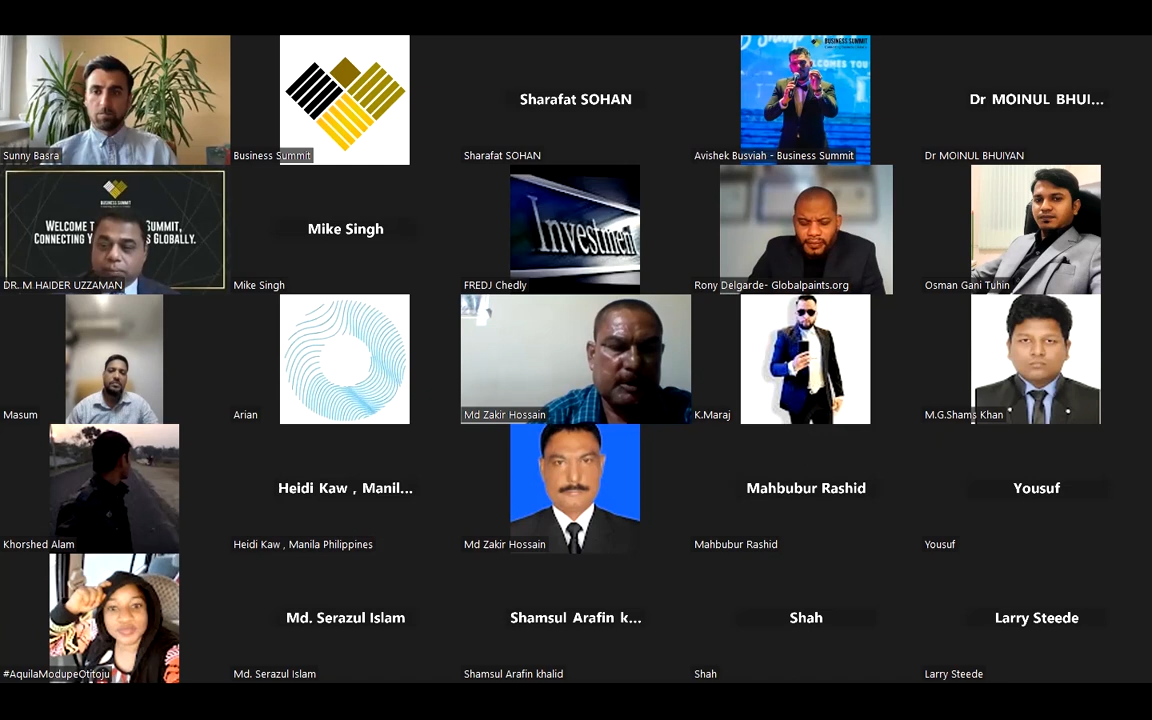 Sunny Basra
Business Summit
Sharafat SOHAN
Sharafat SOHAN
BUSINESS SUMMIT
LCOMES YOU
Avishek Busviah - Business Summit
Dr MOINUL BHUI...
Dr MOINUL BHUIYAN
BUSINESS SUMMIT
WELCOME T SUMMIT,
CONNECTING Y S GLOBALLY.
DR. M HAIDER UZZAMAN
Mike Singh
Mike Singh
Investment
FREDJ Chedly
Rony Delgarde- Globalpaints.org
Osman Gani Tuhin
Masum
Arian
Md Zakir Hossain
K.Maraj
M.G.Shams Khan
Khorshed Alam
Heidi Kaw , Manil...
Heidi Kaw , Manila Philippines
Md Zakir Hossain
Mahbubur Rashid
Mahbubur Rashid
Yousuf
Yousuf
#AquilaModupeOtitoju
Md. Serazul Islam
Md. Serazul Islam
Shamsul Arafin k...
Shamsul Arafin khalid
Shah
Shah
Larry Steede
Larry Steede